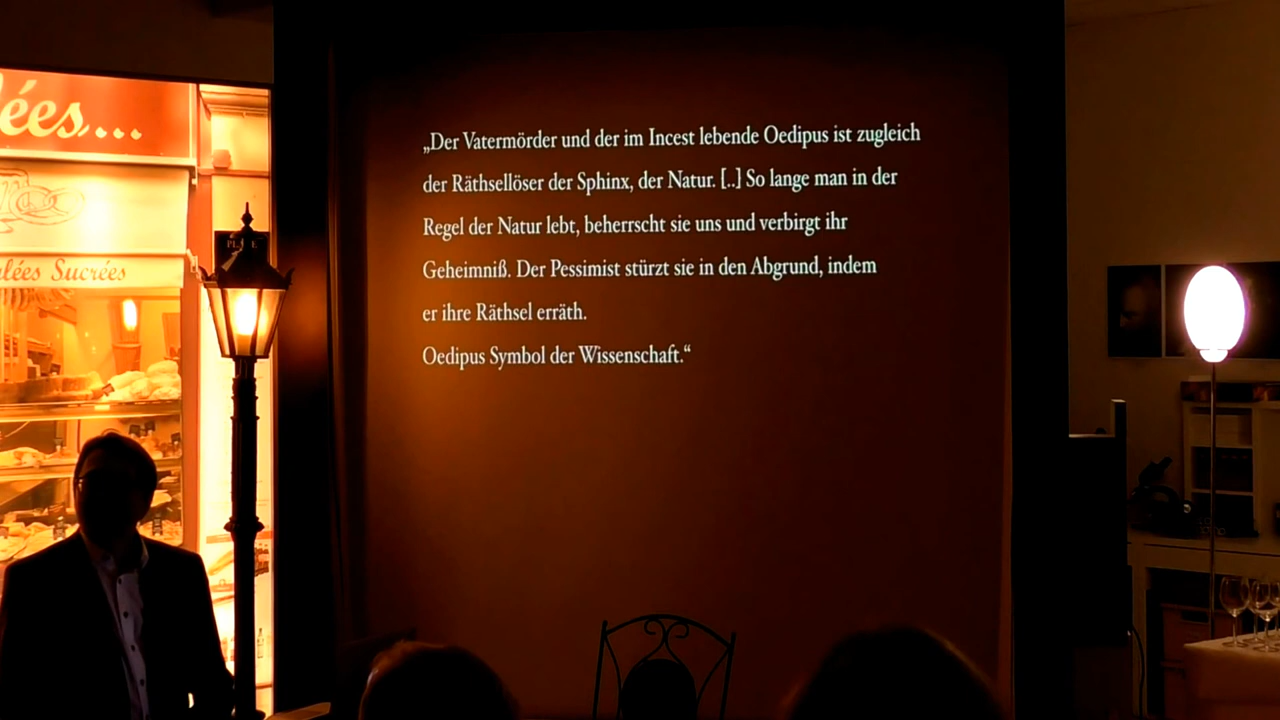 ées...
lées Sucrées
„Der Vatermörder und der im Incest lebende Oedipus ist zugleich
der Räthsellöser der Sphinx, der Natur. [..] So lange man in der
Regel der Natur lebt, beherrscht sie uns und verbirgt ihr
Geheimniß. Der Pessimist stürzt sie in den Abgrund, indem
er ihre Räthsel erräth.
Oedipus Symbol der Wissenschaft.“